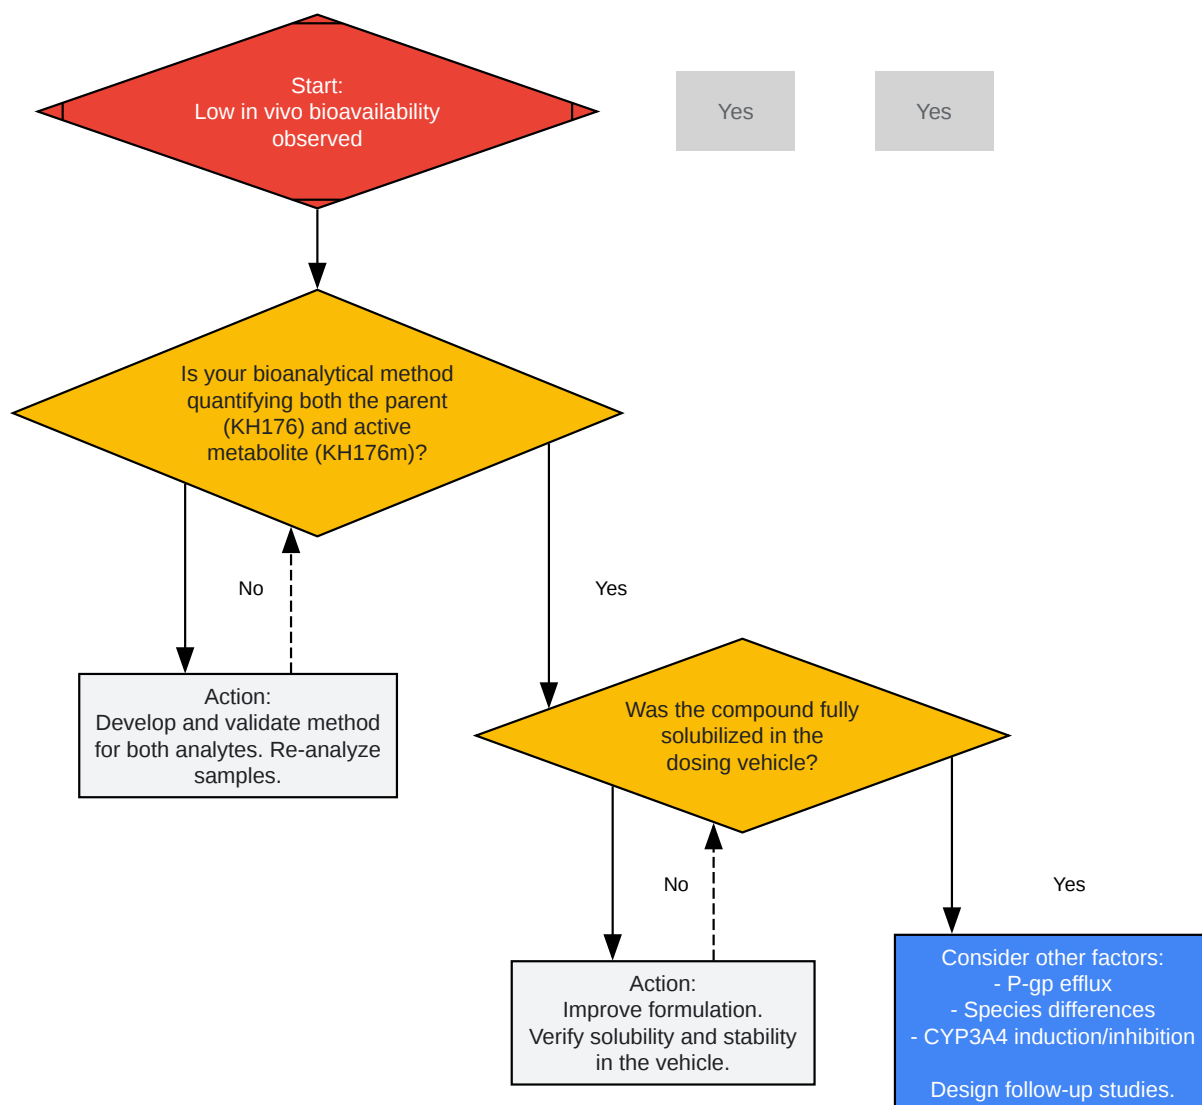 Start:
Low in vivo bioavailability
observed
Yes
Yes
Is your bioanalytical method
quantifying both the parent
(KH176) and active
metabolite (KH176m)?
No
Yes
Action:
Develop and validate method
for both analytes. Re-analyze
samples.
Was the compound fully
solubilized in the
dosing vehicle?
No
Yes
Action:
Improve formulation.
Verify solubility and stability
in the vehicle.
Consider other factors:
- P-gp efflux
- Species differences
- CYP3A4 induction/inhibition
Design follow-up studies.